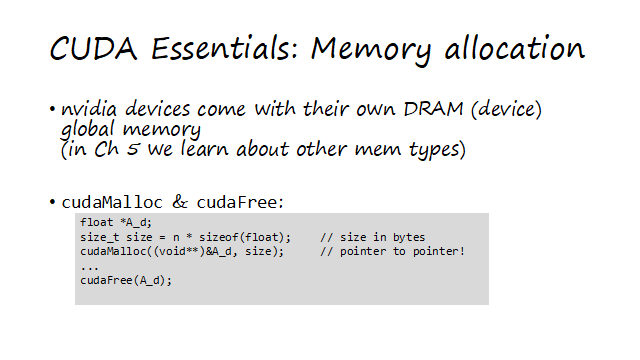 CUDA Essentials: Memory allocation
• nvidia devices come with their own DRAM (device)
global memory
(in Ch 5 we learn about other mem types)
• cudaMalloc & cudaFree:
float *A_d;
size_t size = n * sizeof(float);    // size in bytes
cudaMalloc((void**)&A_d, size);     // pointer to pointer!
...
cudaFree(A_d);